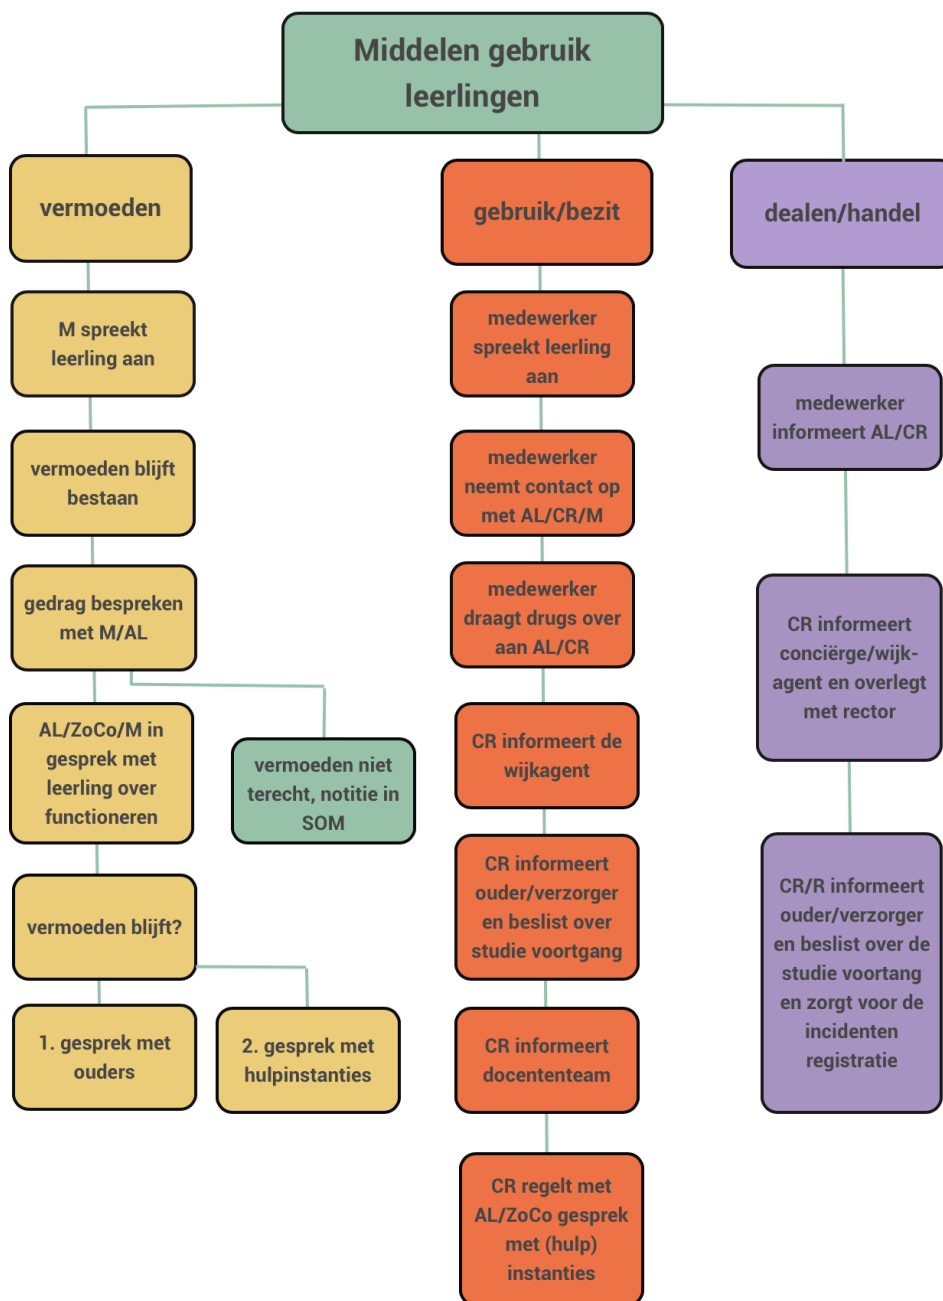 Middelen gebruik
leerlingen
vermoeden
M spreekt
leerling aan
vermoeden blijft
bestaan
gedrag bespreken
met M/AL
AL/ZoCo/M in
gesprek met
leerling over
functioneren
vermoeden niet
terecht, notitie in
SOM
vermoeden blijft?
1. gesprek met
ouders
2. gesprek met
hulpinstanties
gebruik/bezit
medewerker
spreekt leerling
aan
medewerker
neemt contact op
met AL/CR/M
medewerker
draagt drugs over
aan AL/CR
CR informeert de
wijkagent
CR informeert
ouder/verzorger
en beslist over
studie voortgang
CR informeert
docententeam
CR regelt met
AL/ZoCo gesprek
met (hulp)
instanties
dealen/handel
medewerker
informeert AL/CR
CR informeert
conciërge/wijk-
agent en overlegt
met rector
CR/R informeert
ouder/verzorger
en beslist over de
studie voortang
en zorgt voor de
incidenten
registratie